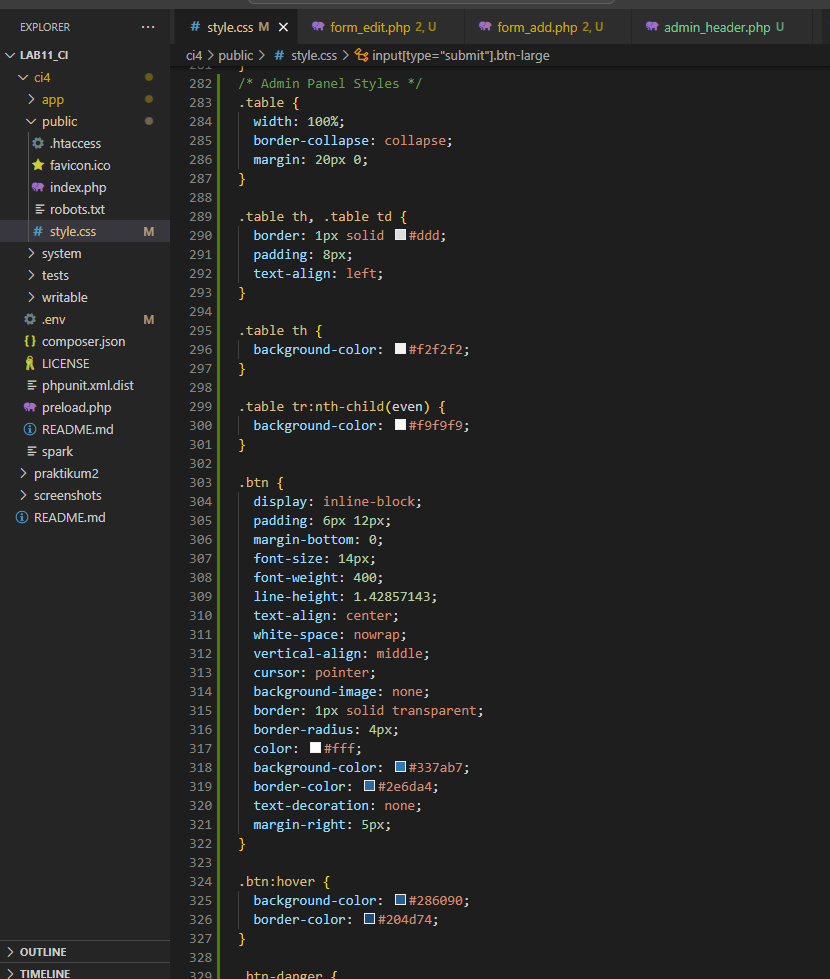 EXPLORER ...
LAB11_CI
ci4
app
public
.htaccess
favicon.ico
index.php
robots.txt
# style.css M
system
tests
writable
.env M
{} composer.json
LICENSE
phpunit.xml.dist
preload.php
README.md
spark
praktikum2
screenshots
README.md
OUTLINE
TIMELINE
# style.css M ×
form_edit.php 2, U
form_add.php 2, U
admin_header.php U
ci4 > public > # style.css > input[type="submit"].btn-large
281 }
282 /* Admin Panel Styles */
283 .table {
284 width: 100%;
285 border-collapse: collapse;
286 margin: 20px 0;
287 }
288
289 .table th, .table td {
290 border: 1px solid #ddd;
291 padding: 8px;
292 text-align: left;
293 }
294
295 .table th {
296 background-color: #f2f2f2;
297 }
298
299 .table tr:nth-child(even) {
300 background-color: #f9f9f9;
301 }
302
303 .btn {
304 display: inline-block;
305 padding: 6px 12px;
306 margin-bottom: 0;
307 font-size: 14px;
308 font-weight: 400;
309 line-height: 1.42857143;
310 text-align: center;
311 white-space: nowrap;
312 vertical-align: middle;
313 cursor: pointer;
314 background-image: none;
315 border: 1px solid transparent;
316 border-radius: 4px;
317 color: #fff;
318 background-color: #337ab7;
319 border-color: #2e6da4;
320 text-decoration: none;
321 margin-right: 5px;
322 }
323
324 .btn:hover {
325 background-color: #286090;
326 border-color: #204d74;
327 }
328
329 .btn-danger {